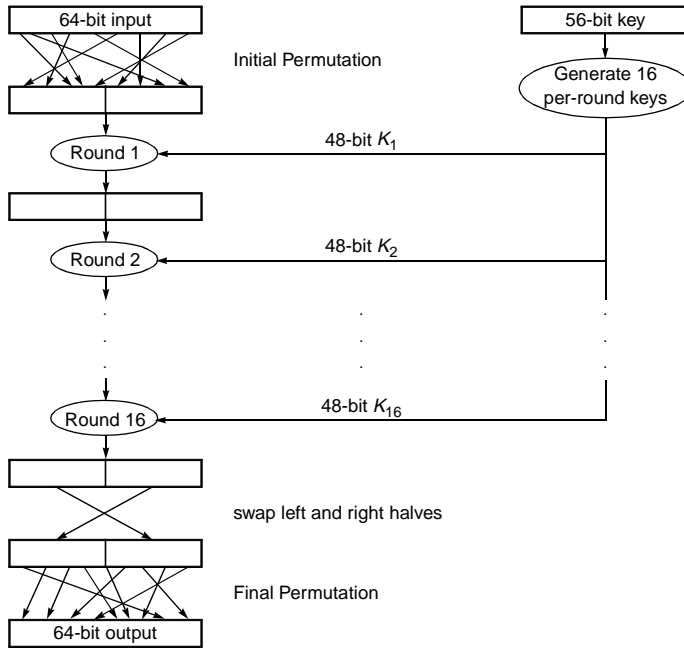 64-bit input
56-bit key
Initial Permutation
Generate 16
per-round keys
48-bit K1
Round 1
48-bit K2
Round 2
48-bit K16
Round 16
swap left and right halves
Final Permutation
64-bit output